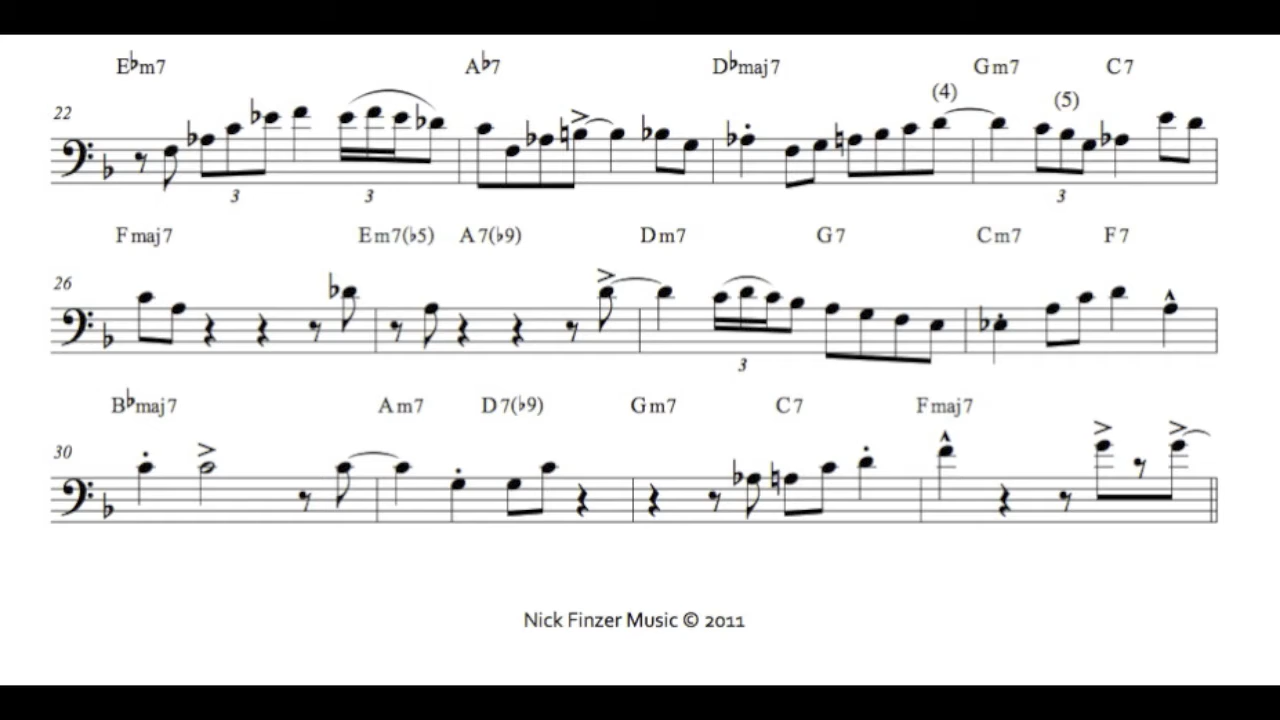 E♭m7 A♭7 D♭maj7 Gm7 C7
(4)
(5)
22
3 3 3
Fmaj7 Em7(♭5) A7(♭9) Dm7 G7 Cm7 F7
26
3
B♭maj7 Am7 D7(♭9) Gm7 C7 Fmaj7
30
Nick Finzer Music © 2011